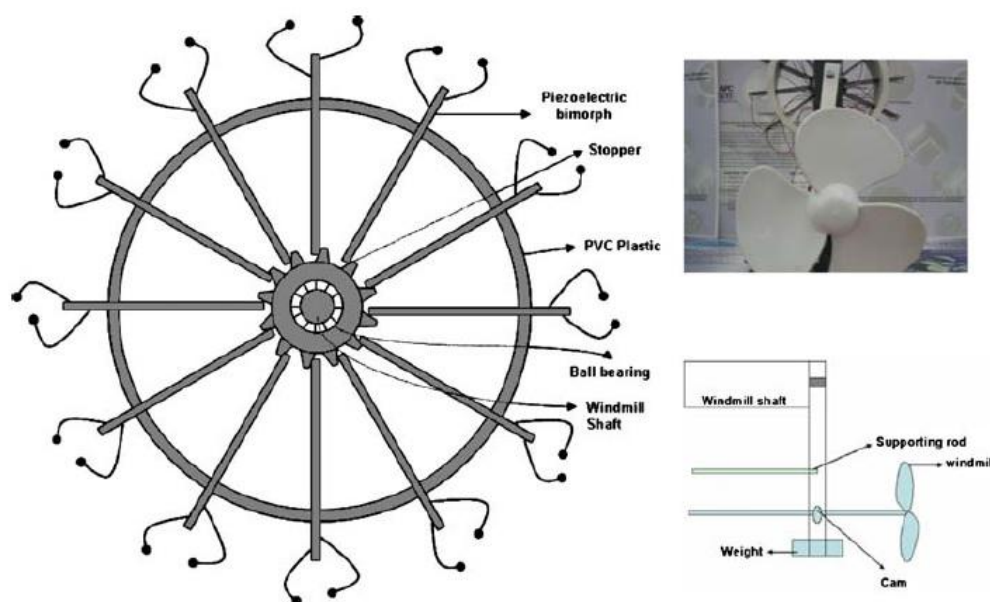 Piezoelectric
bimorph
Stopper
PVC Plastic
Ball bearing
Windmill
Shaft
Windmill shaft
Supporting rod
windmil
Weight
Cam